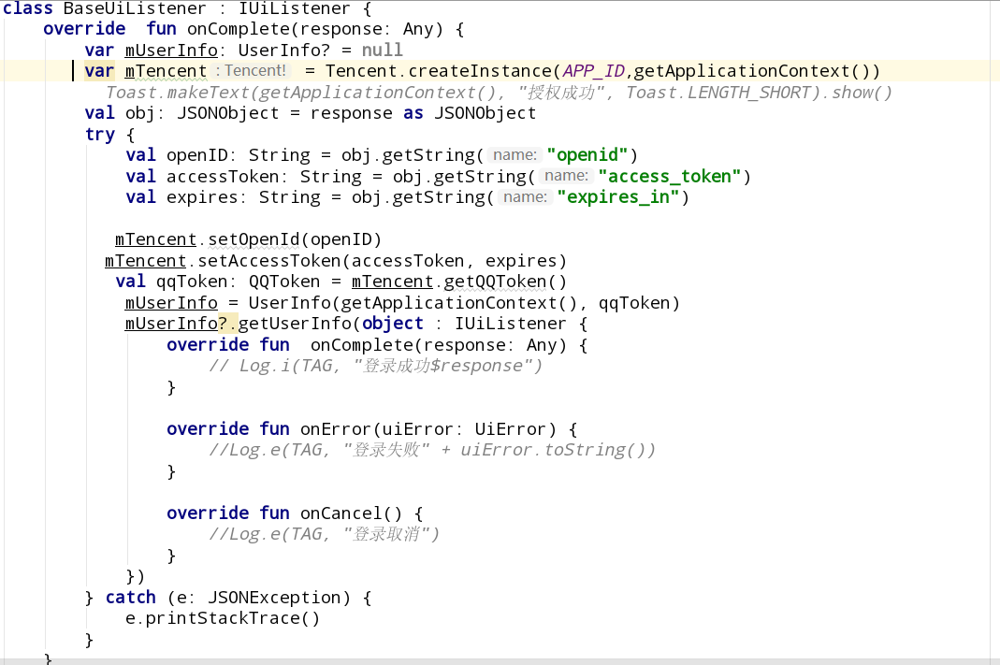 class BaseUiListener : IUiListener {
    override  fun onComplete(response: Any) {
        var mUserInfo: UserInfo? = null
        var mTencent : Tencent!  = Tencent.createInstance(APP_ID,getApplicationContext())
          Toast.makeText(getApplicationContext(), "授权成功", Toast.LENGTH_SHORT).show()
        val obj: JSONObject = response as JSONObject
        try {
            val openID: String = obj.getString( name: "openid")
            val accessToken: String = obj.getString( name: "access_token")
            val expires: String = obj.getString( name: "expires_in")
           mTencent.setOpenId(openID)
          mTencent.setAccessToken(accessToken, expires)
           val qqToken: QQToken = mTencent.getQQToken()
            mUserInfo = UserInfo(getApplicationContext(), qqToken)
            mUserInfo?.getUserInfo(object : IUiListener {
                override fun  onComplete(response: Any) {
                    // Log.i(TAG, "登录成功$response")
                }
                override fun onError(uiError: UiError) {
                    //Log.e(TAG, "登录失败" + uiError.toString())
                }
                override fun onCancel() {
                    //Log.e(TAG, "登录取消")
                }
            })
        } catch (e: JSONException) {
            e.printStackTrace()
        }
    }